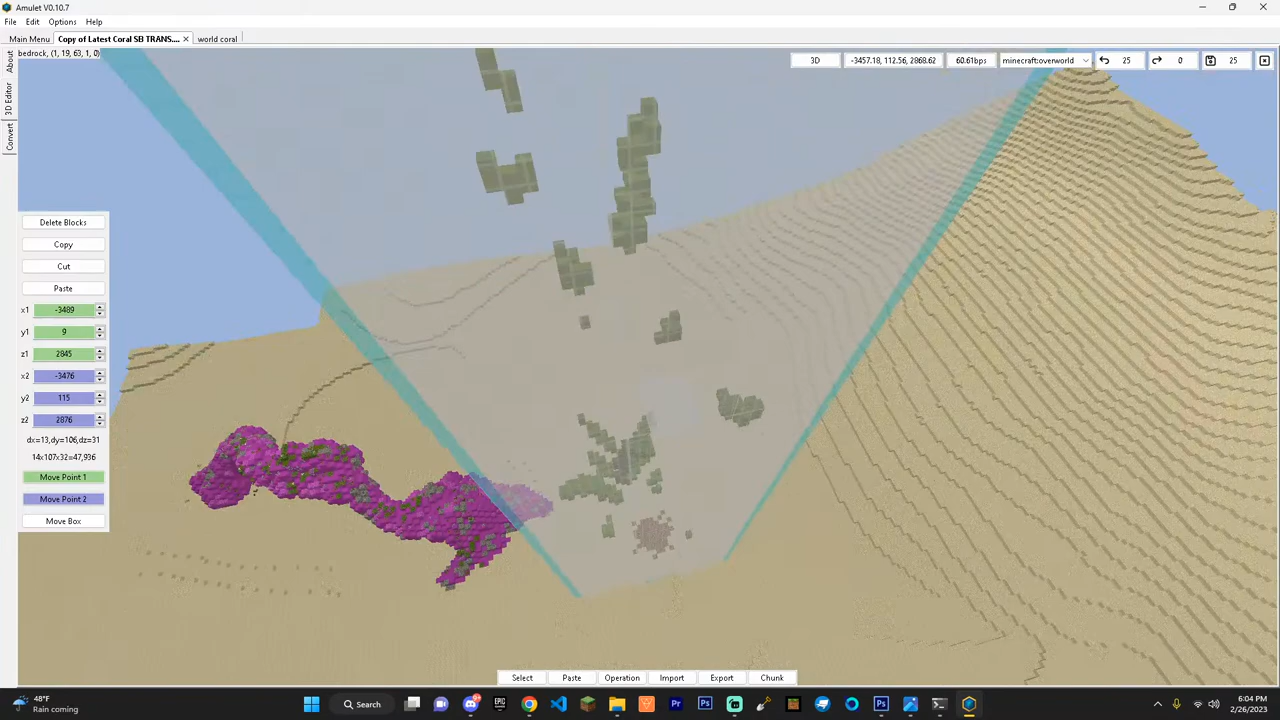 Amulet V0.10.7
File Edit Options Help
Main Menu Copy of Latest Coral SB TRANS.... world coral
bedrock, (1, 19, 63, 1, 0)
3D -3457.18, 112.56, 2868.62 60.61bps minecraft:overworld 25 0 25
About
3D Editor
Convert
Delete Blocks
Copy
Cut
Paste
x1 -3489
y1 9
z1 2845
x2 -3476
y2 115
z2 2876
dx=13,dy=106,dz=31
14x107x32=47,936
Move Point 1
Move Point 2
Move Box
Select Paste Operation Import Export Chunk
48°F
Rain coming
Search
EPIC
Pr
Ps
Ps
6:04 PM
2/26/2023